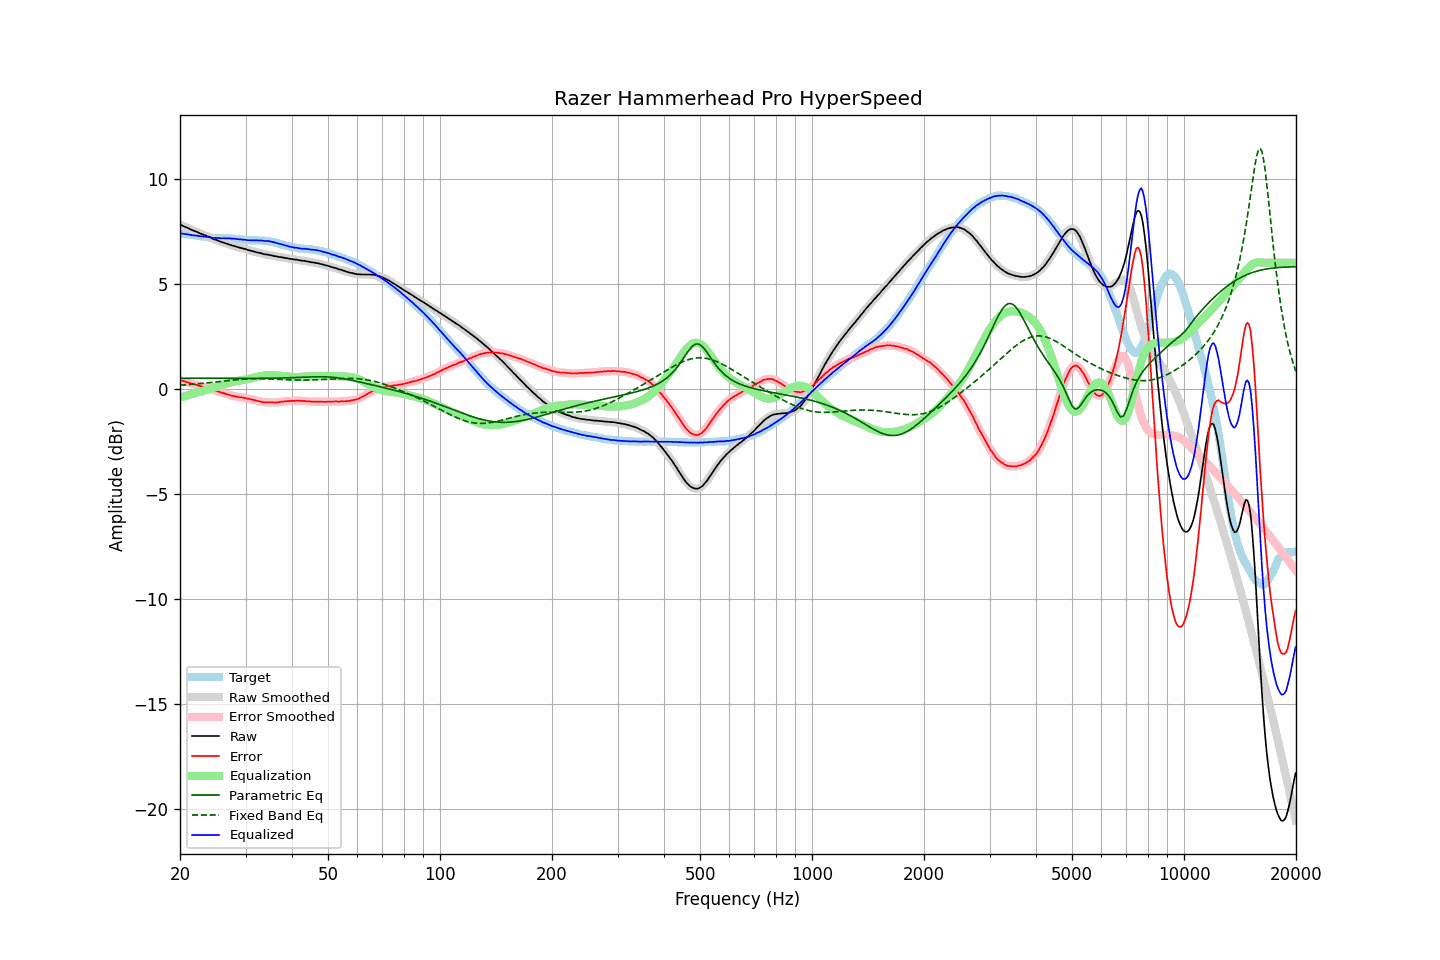 Razer Hammerhead Pro HyperSpeed
Amplitude (dBr)
10
5
0
−5
−10
−15
−20
Target
Raw Smoothed
Error Smoothed
Raw
Error
Equalization
Parametric Eq
Fixed Band Eq
Equalized
20 50 100 200 500 1000 2000 5000 10000 20000
Frequency (Hz)